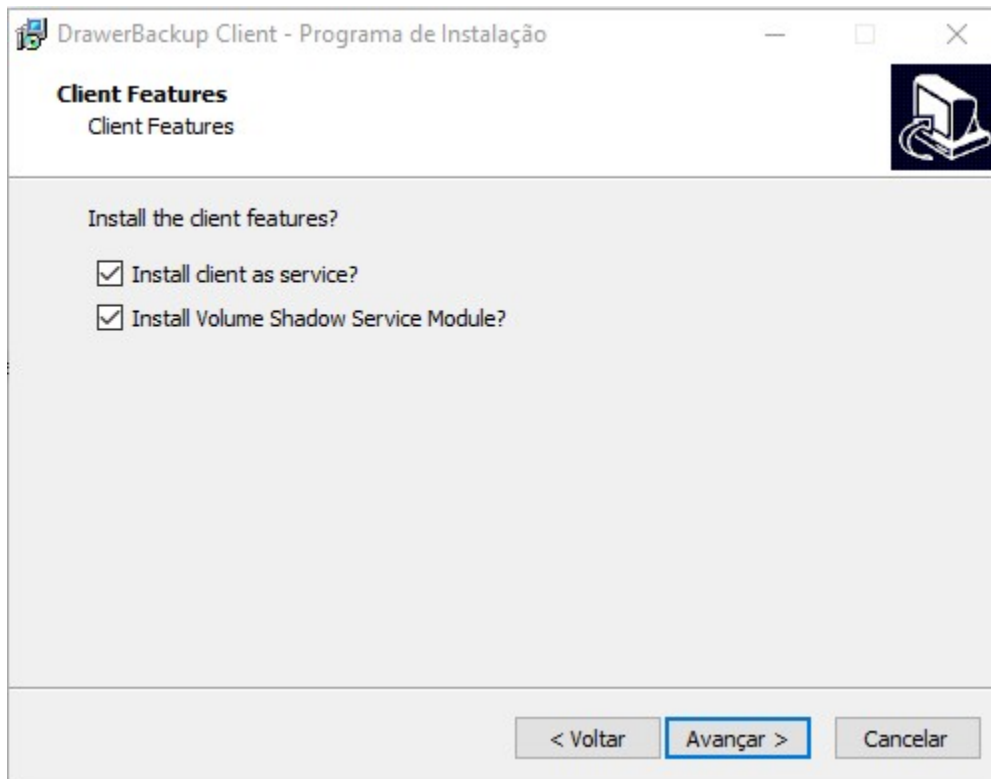 DrawerBackup Client - Programa de Instalação
Client Features
Client Features
Install the client features?
Install client as service?
Install Volume Shadow Service Module?
< Voltar
Avançar >
Cancelar